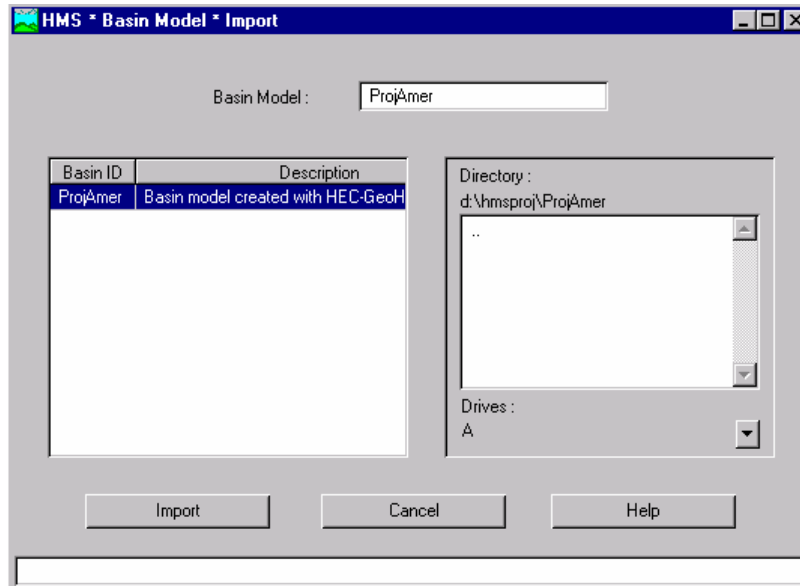 HMS * Basin Model * Import
Basin Model :
ProjAmer
Basin ID Description
ProjAmer Basin model created with HEC-GeoH
Directory :
d:\hmsproj\ProjAmer
..
Drives :
A
Import Cancel Help